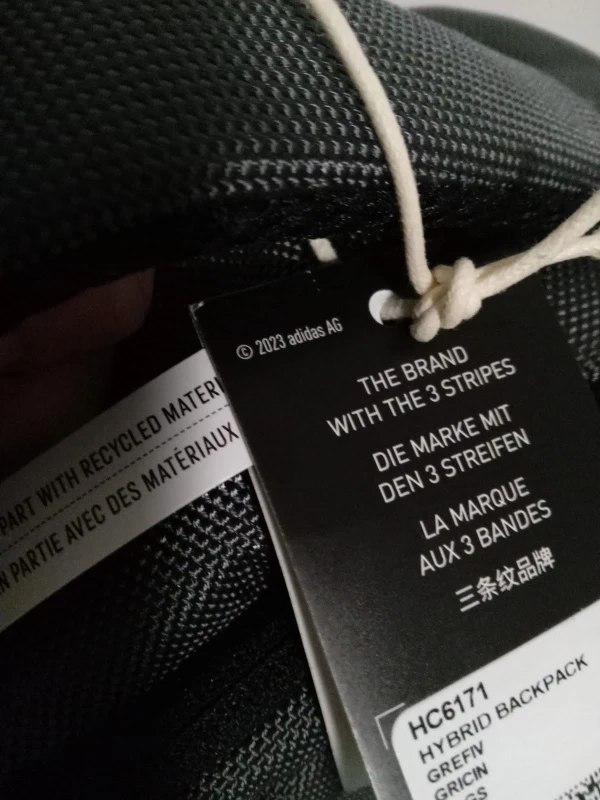 © 2023 adidas AG
THE BRAND
WITH THE 3 STRIPES
DIE MARKE MIT
DEN 3 STREIFEN
LA MARQUE
AUX 3 BANDES
三条纹品牌
HC6171
HYBRID BACKPACK
GREFIV
GRICIN
PART WITH RECYCLED
PARTIE AVEC DES MATÉRIAUX